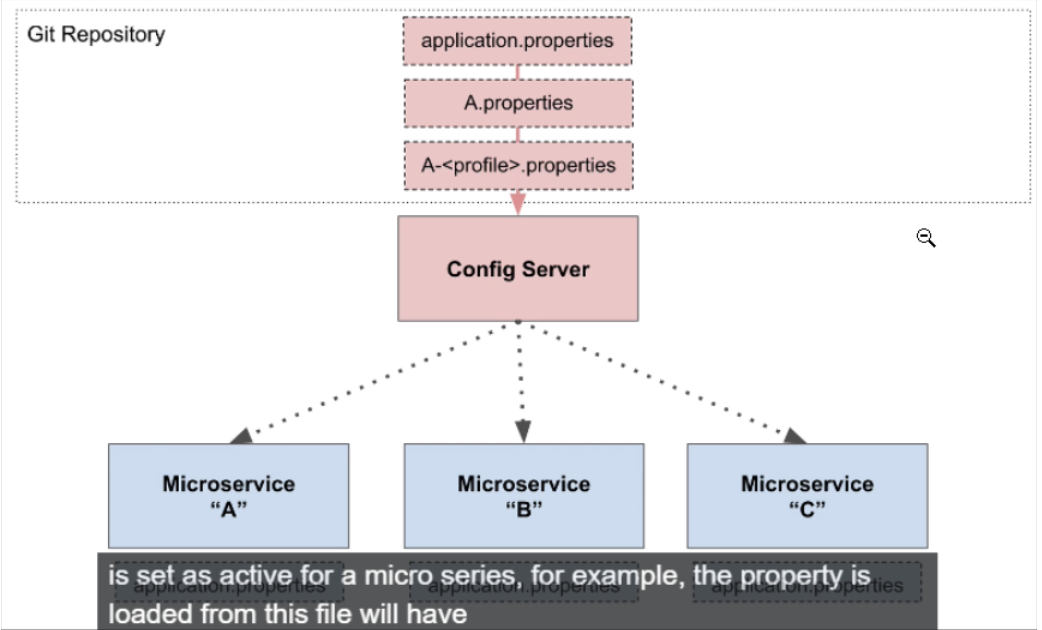 Git Repository
application.properties
A.properties
A-<profile>.properties
Config Server
Microservice
“A”
Microservice
“B”
Microservice
“C”
application.properties
application.properties
application.properties
is set as active for a micro series, for example, the property is
loaded from this file will have